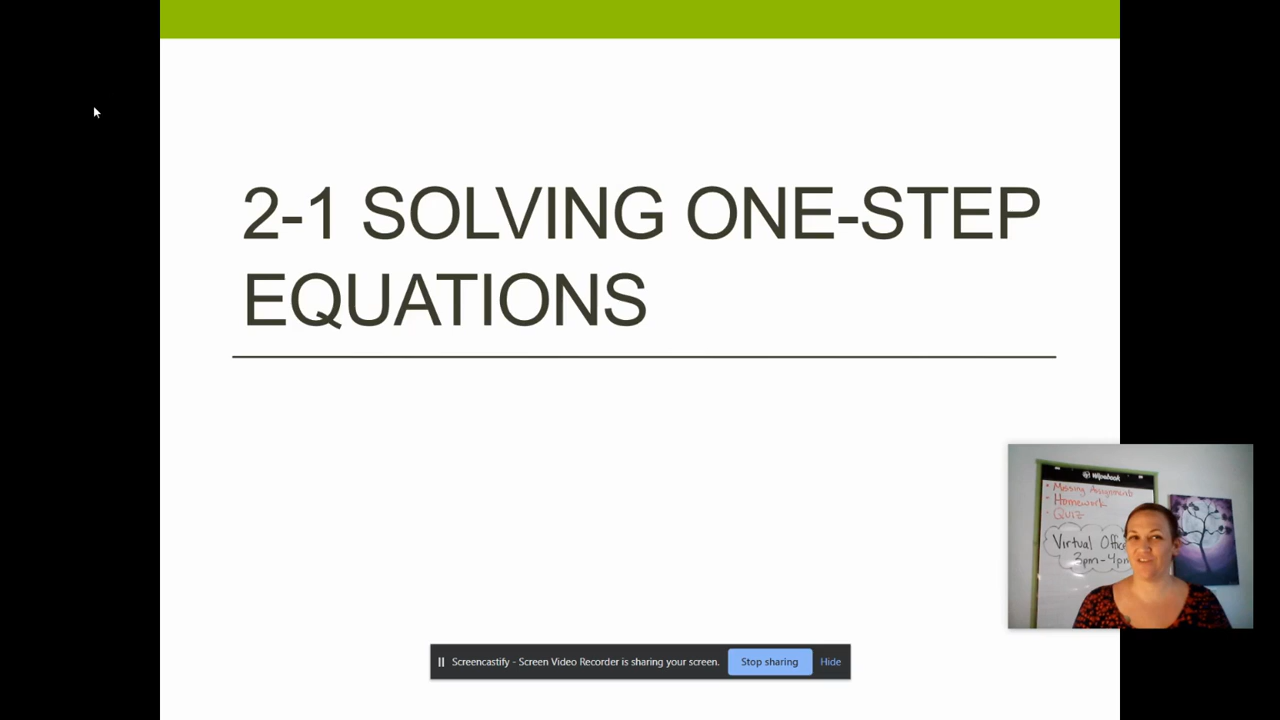 2-1 SOLVING ONE-STEP
EQUATIONS
Wipebook
• Missing Assignments
• Homework
• Quiz
Virtual
3pm-4pm
Screencastify - Screen Video Recorder is sharing your screen.
Stop sharing
Hide